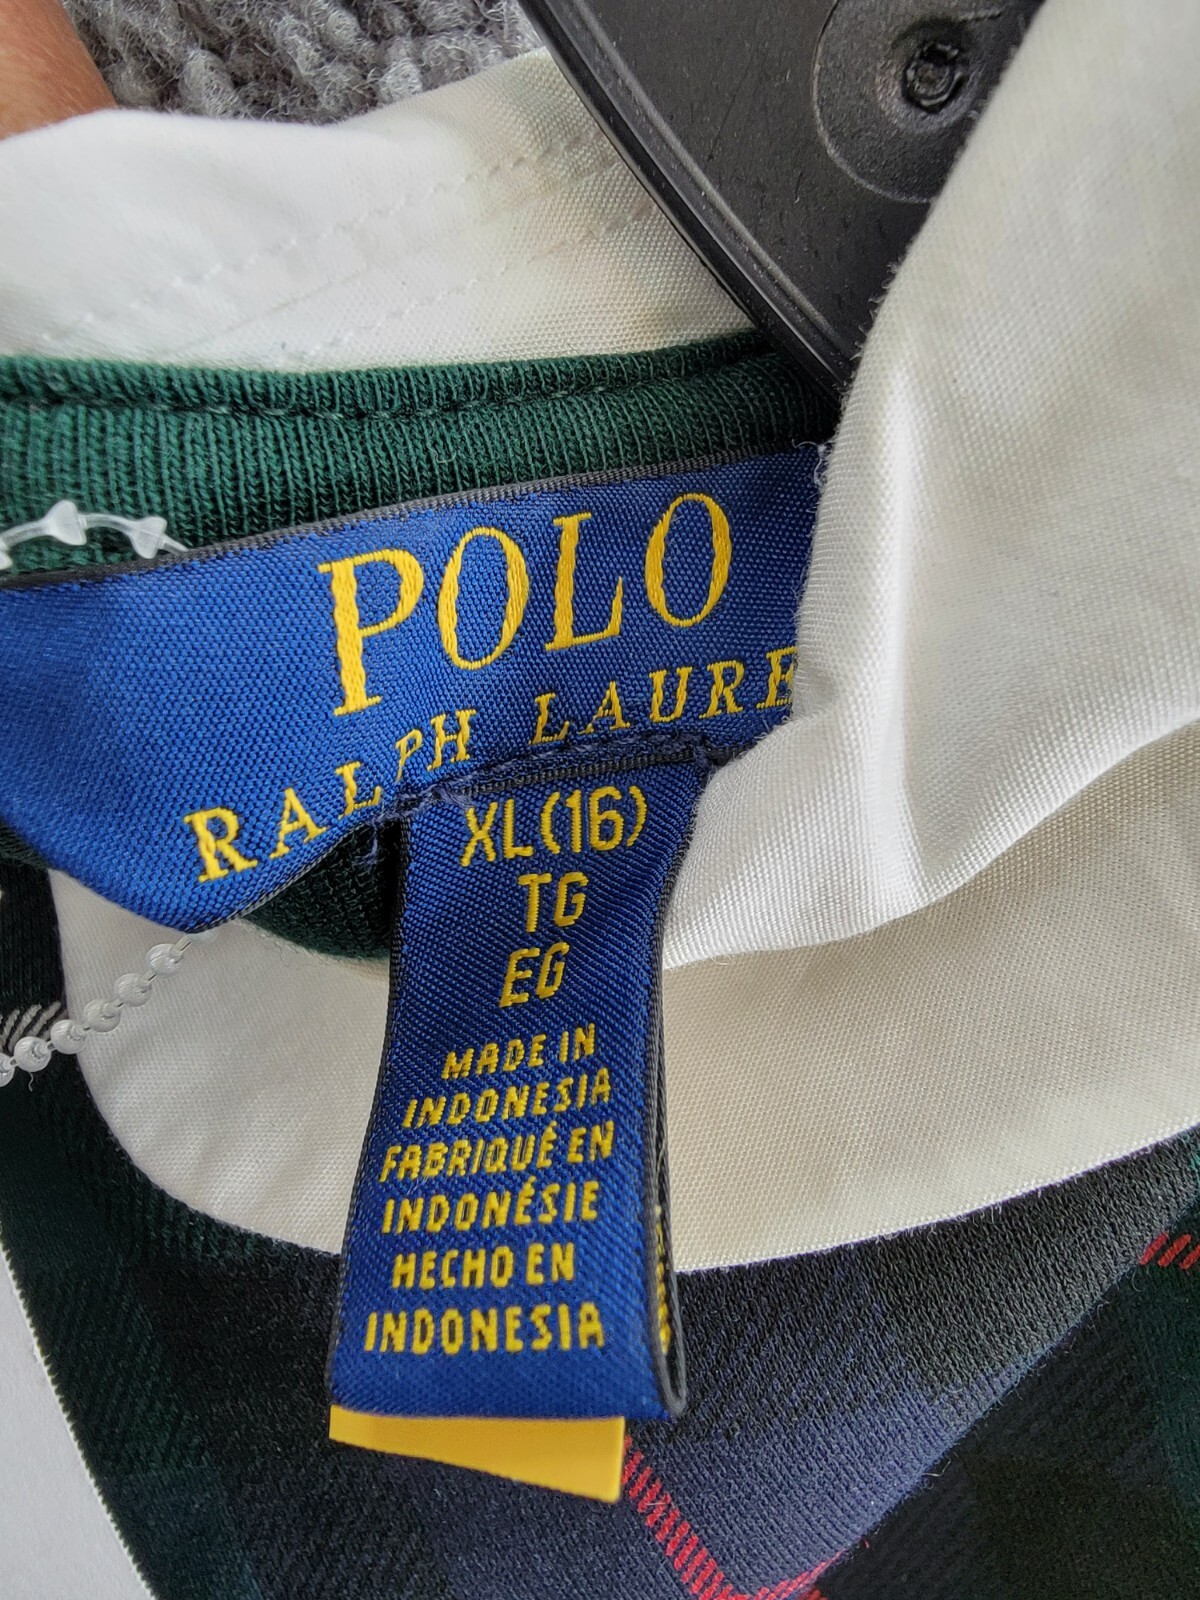 POLO
RALPH LAURE
XL(16)
TG
EG
MADE IN
INDONESIA
FABRIQUÉ EN
INDONÉSIE
HECHO EN
INDONESIA